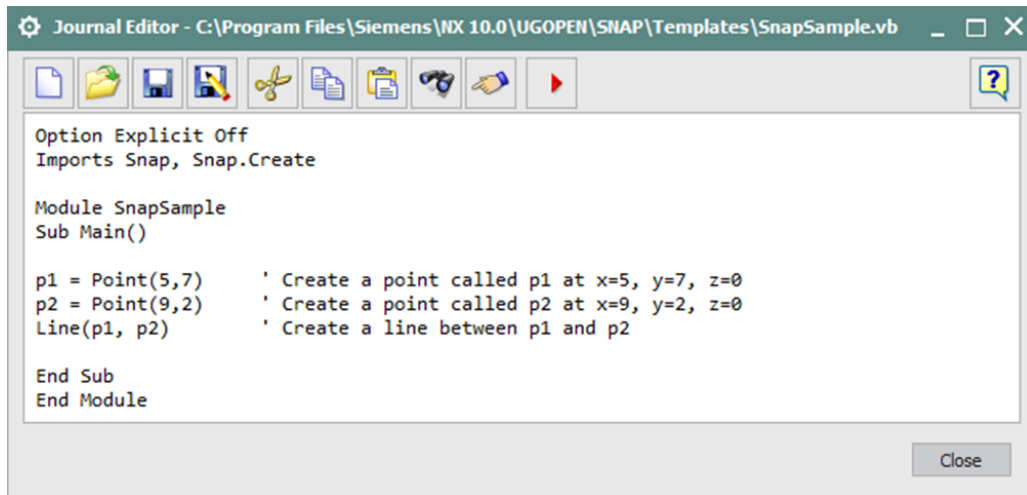 Journal Editor - C:\Program Files\Siemens\NX 10.0\UGOPEN\SNAP\Templates\SnapSample.vb
?
Option Explicit Off
Imports Snap, Snap.Create
Module SnapSample
Sub Main()
p1 = Point(5,7)     ' Create a point called p1 at x=5, y=7, z=0
p2 = Point(9,2)     ' Create a point called p2 at x=9, y=2, z=0
Line(p1, p2)        ' Create a line between p1 and p2
End Sub
End Module
Close